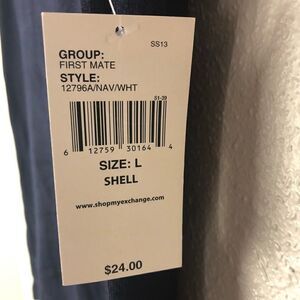 SS13
GROUP:
FIRST MATE
STYLE:
12796A/NAV/WHT
51-39
6 12759 30164 4
SIZE: L
SHELL
www.shopmyexchange.com
$24.00